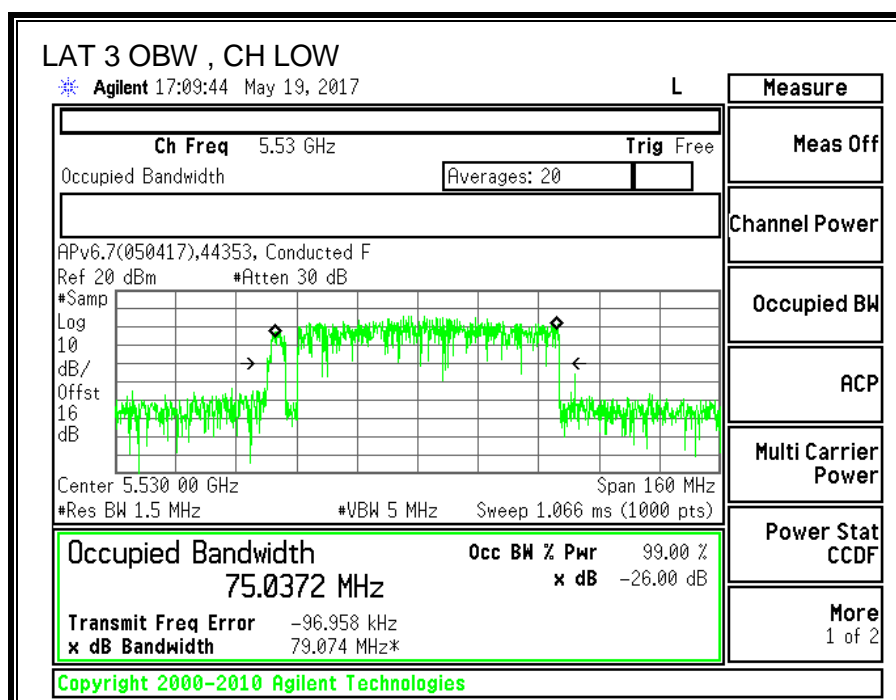 LAT 3 OBW , CH LOW
Agilent 17:09:44 May 19, 2017 L
Measure
Ch Freq 5.53 GHz Trig Free
Meas Off
Occupied Bandwidth Averages: 20
Channel Power
APv6.7(050417),44353, Conducted F
Ref 20 dBm #Atten 30 dB
#Samp
Log
10
dB/
Offst
16
dB
Occupied BW
ACP
Multi Carrier
Power
Center 5.530 00 GHz Span 160 MHz
#Res BW 1.5 MHz #VBW 5 MHz Sweep 1.066 ms (1000 pts)
Power Stat
CCDF
Occupied Bandwidth Occ BW % Pwr 99.00 %
75.0372 MHz x dB -26.00 dB
Transmit Freq Error -96.958 kHz
x dB Bandwidth 79.074 MHz*
More
1 of 2
Copyright 2000-2010 Agilent Technologies